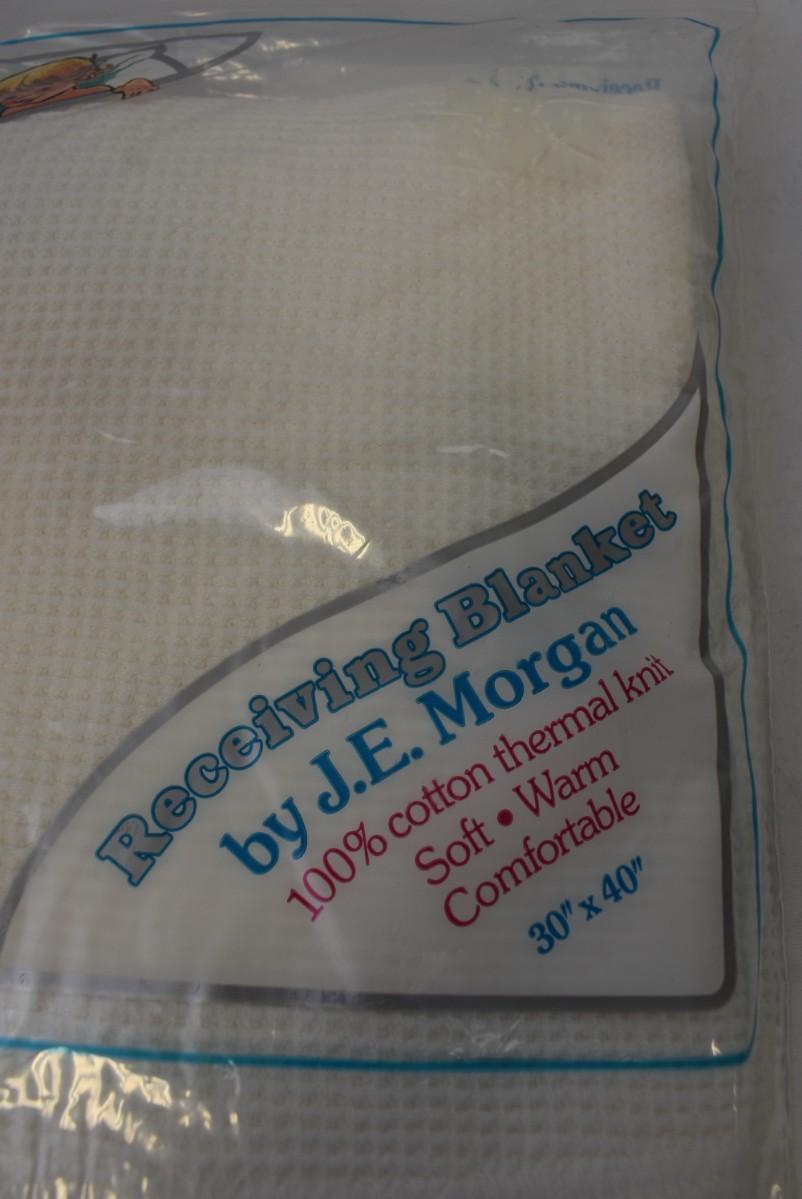 Receiving Blanket
by J.E. Morgan
100% cotton thermal knit
Soft • Warm
Comfortable
30" x 40"